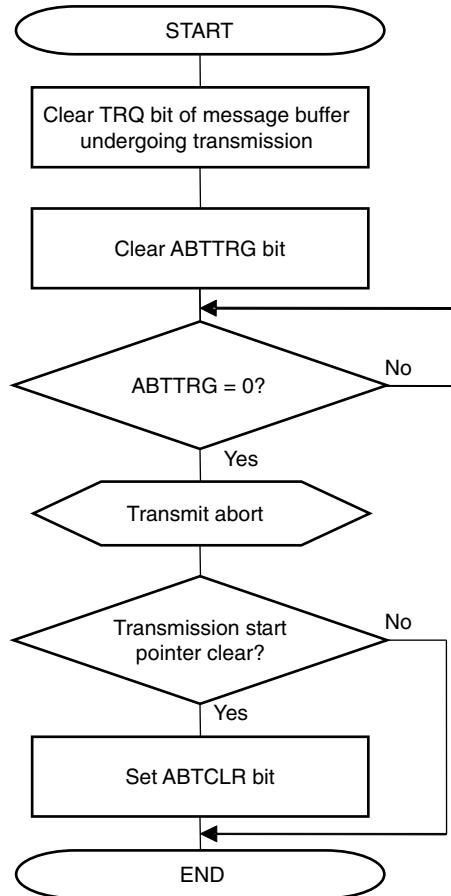 START
Clear TRQ bit of message buffer
undergoing transmission
Clear ABTTRG bit
ABTTRG = 0?
No
Yes
Transmit abort
Transmission start
pointer clear?
No
Yes
Set ABTCLR bit
END